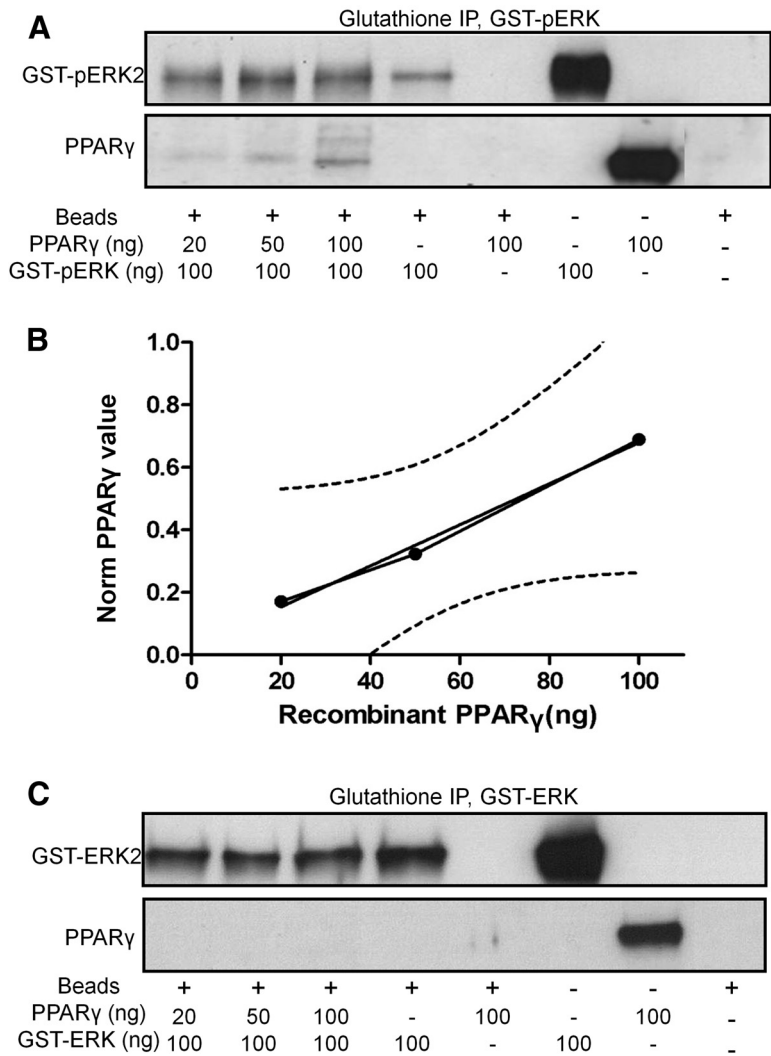 A
Glutathione IP, GST-pERK
GST-pERK2
PPARγ
Beads + + + + + - - +
PPARγ (ng) 20 50 100 - 100 - 100 -
GST-pERK (ng) 100 100 100 100 - 100 - -
B
Norm PPARγ value
1.0
0.8
0.6
0.4
0.2
0.0
0 20 40 60 80 100
Recombinant PPARγ(ng)
C
Glutathione IP, GST-ERK
GST-ERK2
PPARγ
Beads + + + + + - - +
PPARγ (ng) 20 50 100 - 100 - 100 -
GST-ERK (ng) 100 100 100 100 - 100 - -